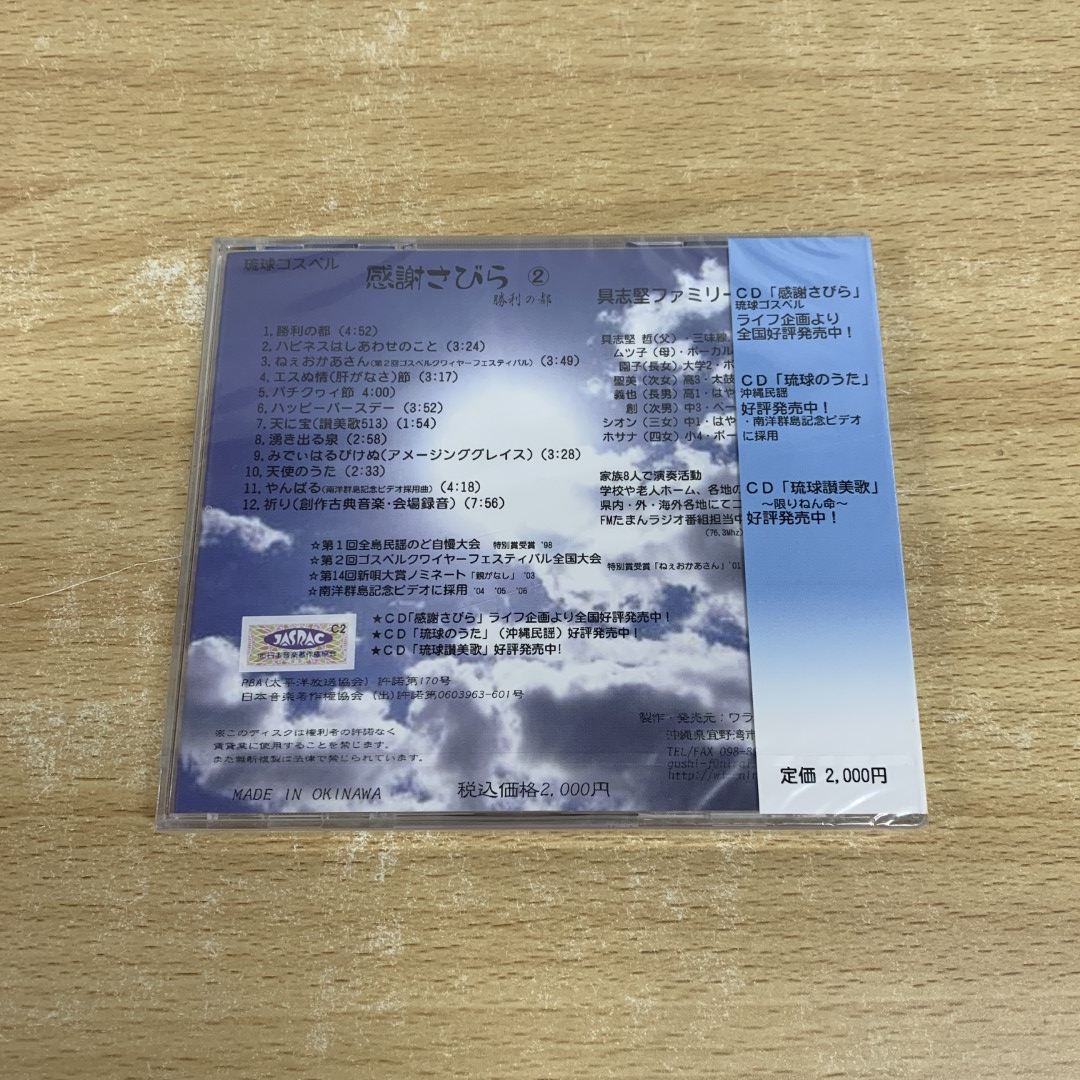 琉球ゴスペル
感謝さびら ②
勝利の都
1.勝利の都 (4:52)
2.ハピネスはしあわせのこと (3:24)
3.ねぇおかあさん(第2回ゴスペルクワイヤーフェスティバル) (3:49)
4.エスぬ情(肝がなさ)節 (3:17)
5.パチクヮィ節 4:00)
6.ハッピーバースデー (3:52)
7.天に宝(讃美歌513) (1:54)
8.湧き出る泉 (2:58)
9.みでぃはるびけぬ(アメージンググレイス) (3:28)
10.天使のうた (2:33)
11.やんばる(南洋群島記念ビデオ採用曲) (4:18)
12.祈り(創作古典音楽・会場録音) (7:56)
☆第1回全島民謡のど自慢大会 特別賞受賞 '98
☆第2回ゴスペルクワイヤーフェスティバル全国大会 特別賞受賞「ねぇおかあさん」'01
☆第14回新唄大賞ノミネート「親がなし」 '03
☆南洋群島記念ビデオに採用 '04 '05 '06
★CD「感謝さびら」ライフ企画より全国好評発売中!
★CD「琉球のうた」(沖縄民謡)好評発売中!
★CD「琉球讃美歌」好評発売中!
JASRAC C2
PBA(太平洋放送協会) 許諾第170号
日本音楽著作権協会 (出)許諾第0603963-601号
※このディスクは権利者の許諾なく
賃貸業に使用することを禁じます。
また無断複製は法律で禁じられています。
MADE IN OKINAWA
税込価格2,000円
具志堅ファミリー
具志堅 哲(父)・三味線
ムツ子(母)・ボーカル
園子(長女)大学2・ボ
聖美(次女)高3・太鼓
義也(長男)高1・はや
創(次男)中3・ベー
シオン(三女)中1・はや
ホサナ(四女)小4・ボー
家族8人で演奏活動
学校や老人ホーム、各地の
県内・外・海外各地にて二
FMたまんラジオ番組担当中
(76.3Mhz)
製作・発売元:ワラ
沖縄県宜野湾市
TEL/FAX 098-8
CD「感謝さびら」
琉球ゴスペル
ライフ企画より
全国好評発売中!
CD「琉球のうた」
沖縄民謡
好評発売中!
・南洋群島記念ビデオ
に採用
CD「琉球讃美歌」
~限りねん命~
好評発売中!
定価 2,000円